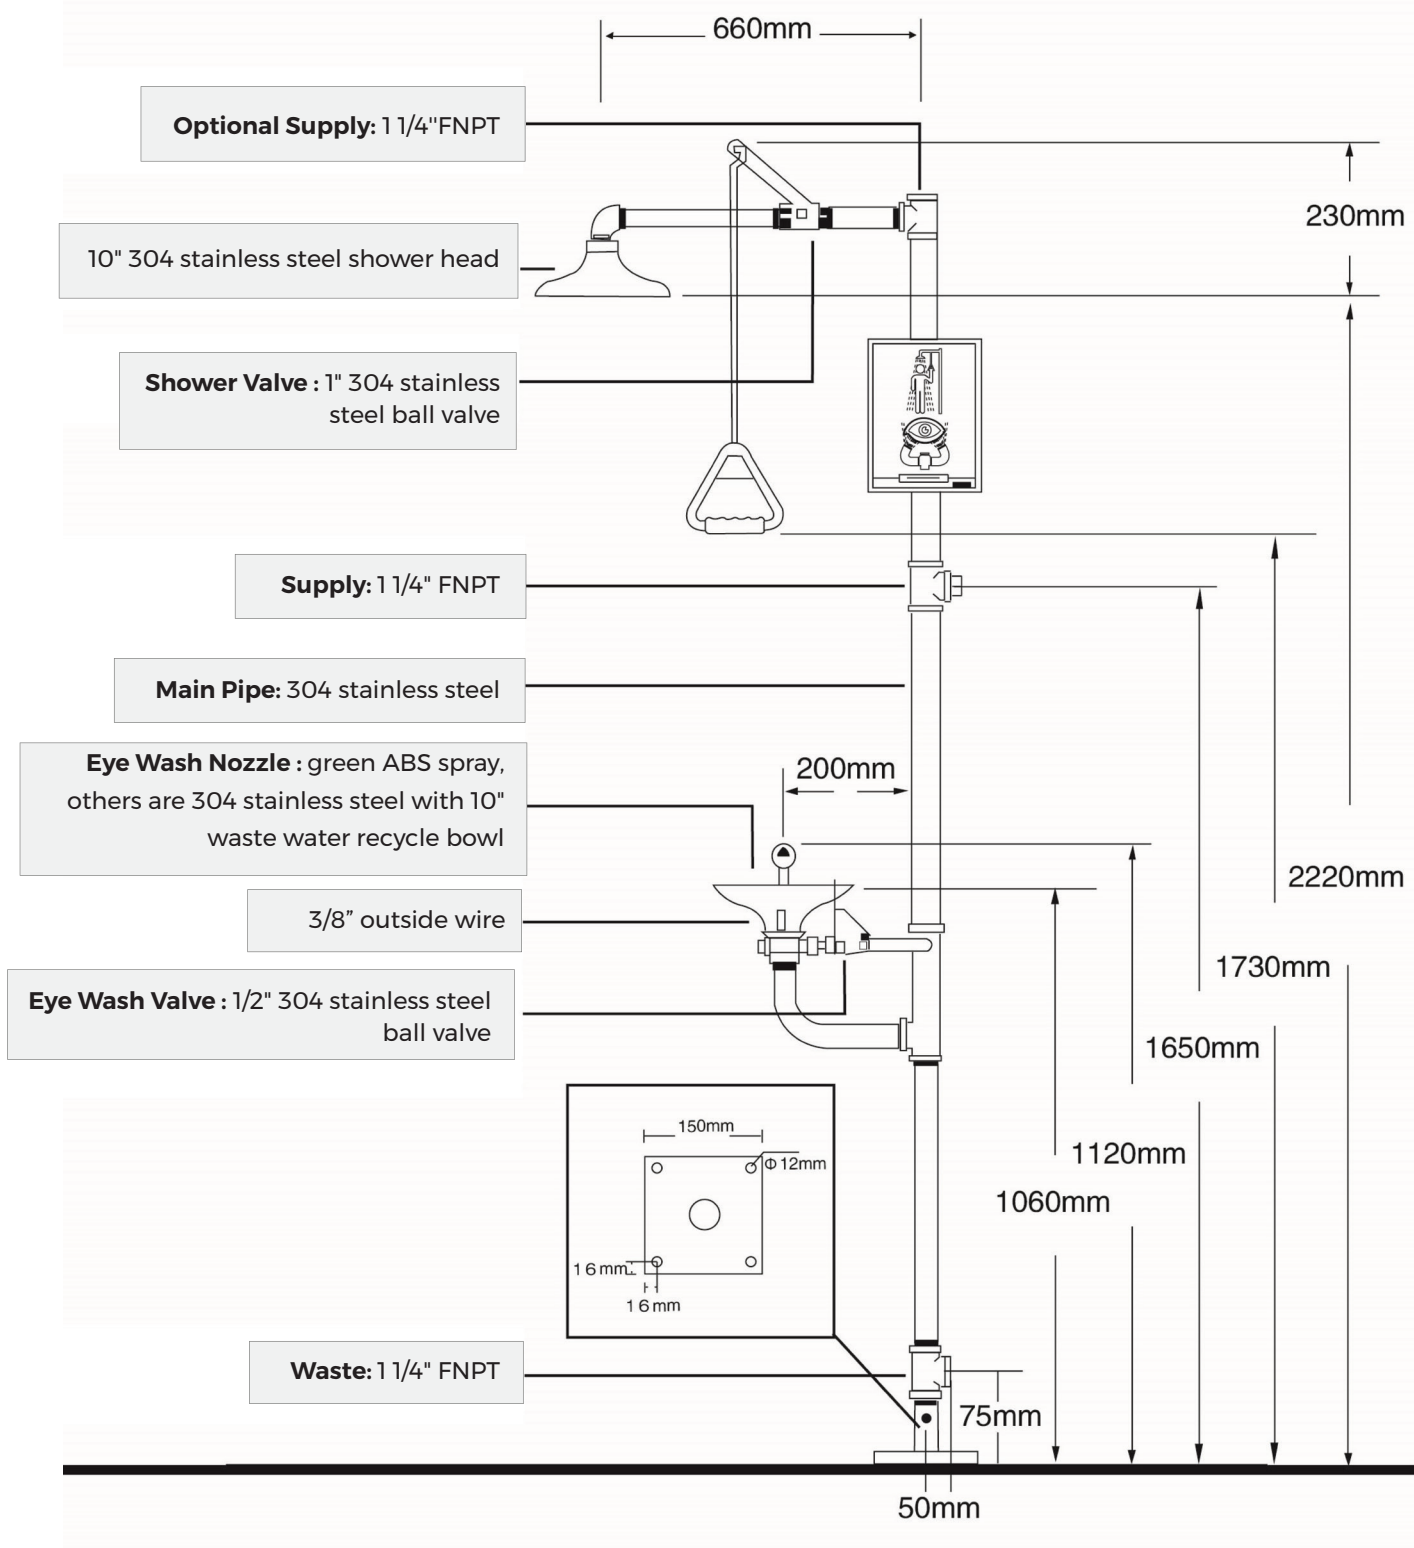 660mm
Optional Supply: 1 1/4"FNPT
230mm
10" 304 stainless steel shower head
Shower Valve : 1" 304 stainless
steel ball valve
Supply: 1 1/4" FNPT
Main Pipe: 304 stainless steel
Eye Wash Nozzle : green ABS spray,
others are 304 stainless steel with 10"
waste water recycle bowl
200mm
2220mm
3/8” outside wire
1730mm
Eye Wash Valve : 1/2" 304 stainless steel
ball valve
1650mm
1120mm
1060mm
150mm
Φ 12mm
16mm
16mm
Waste: 1 1/4" FNPT
75mm
50mm